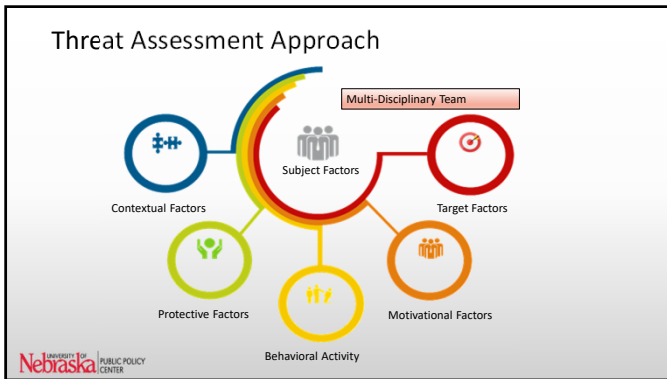 Threat Assessment Approach
Multi-Disciplinary Team
Subject Factors
Contextual Factors
Target Factors
Protective Factors
Motivational Factors
Behavioral Activity
UNIVERSITY OF
Nebraska
PUBLIC POLICY
CENTER